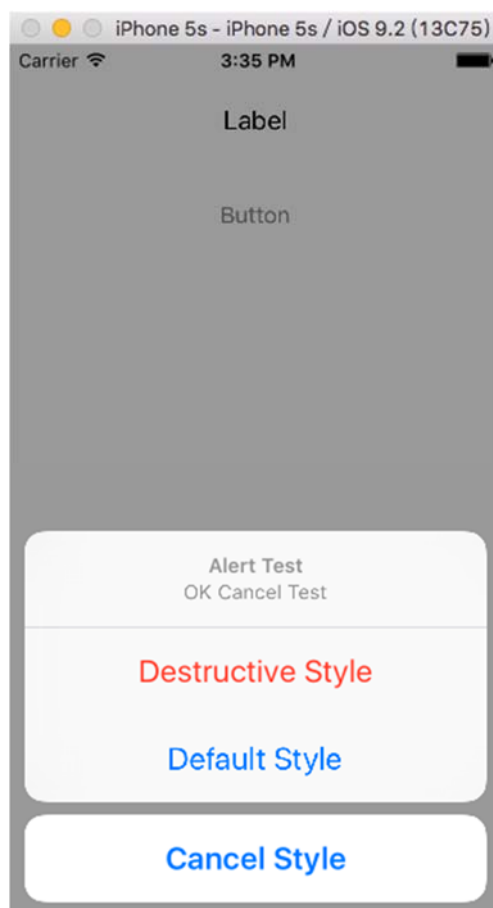 iPhone 5s - iPhone 5s / iOS 9.2 (13C75)
Carrier 3:35 PM
Label
Button
Alert Test
OK Cancel Test
Destructive Style
Default Style
Cancel Style